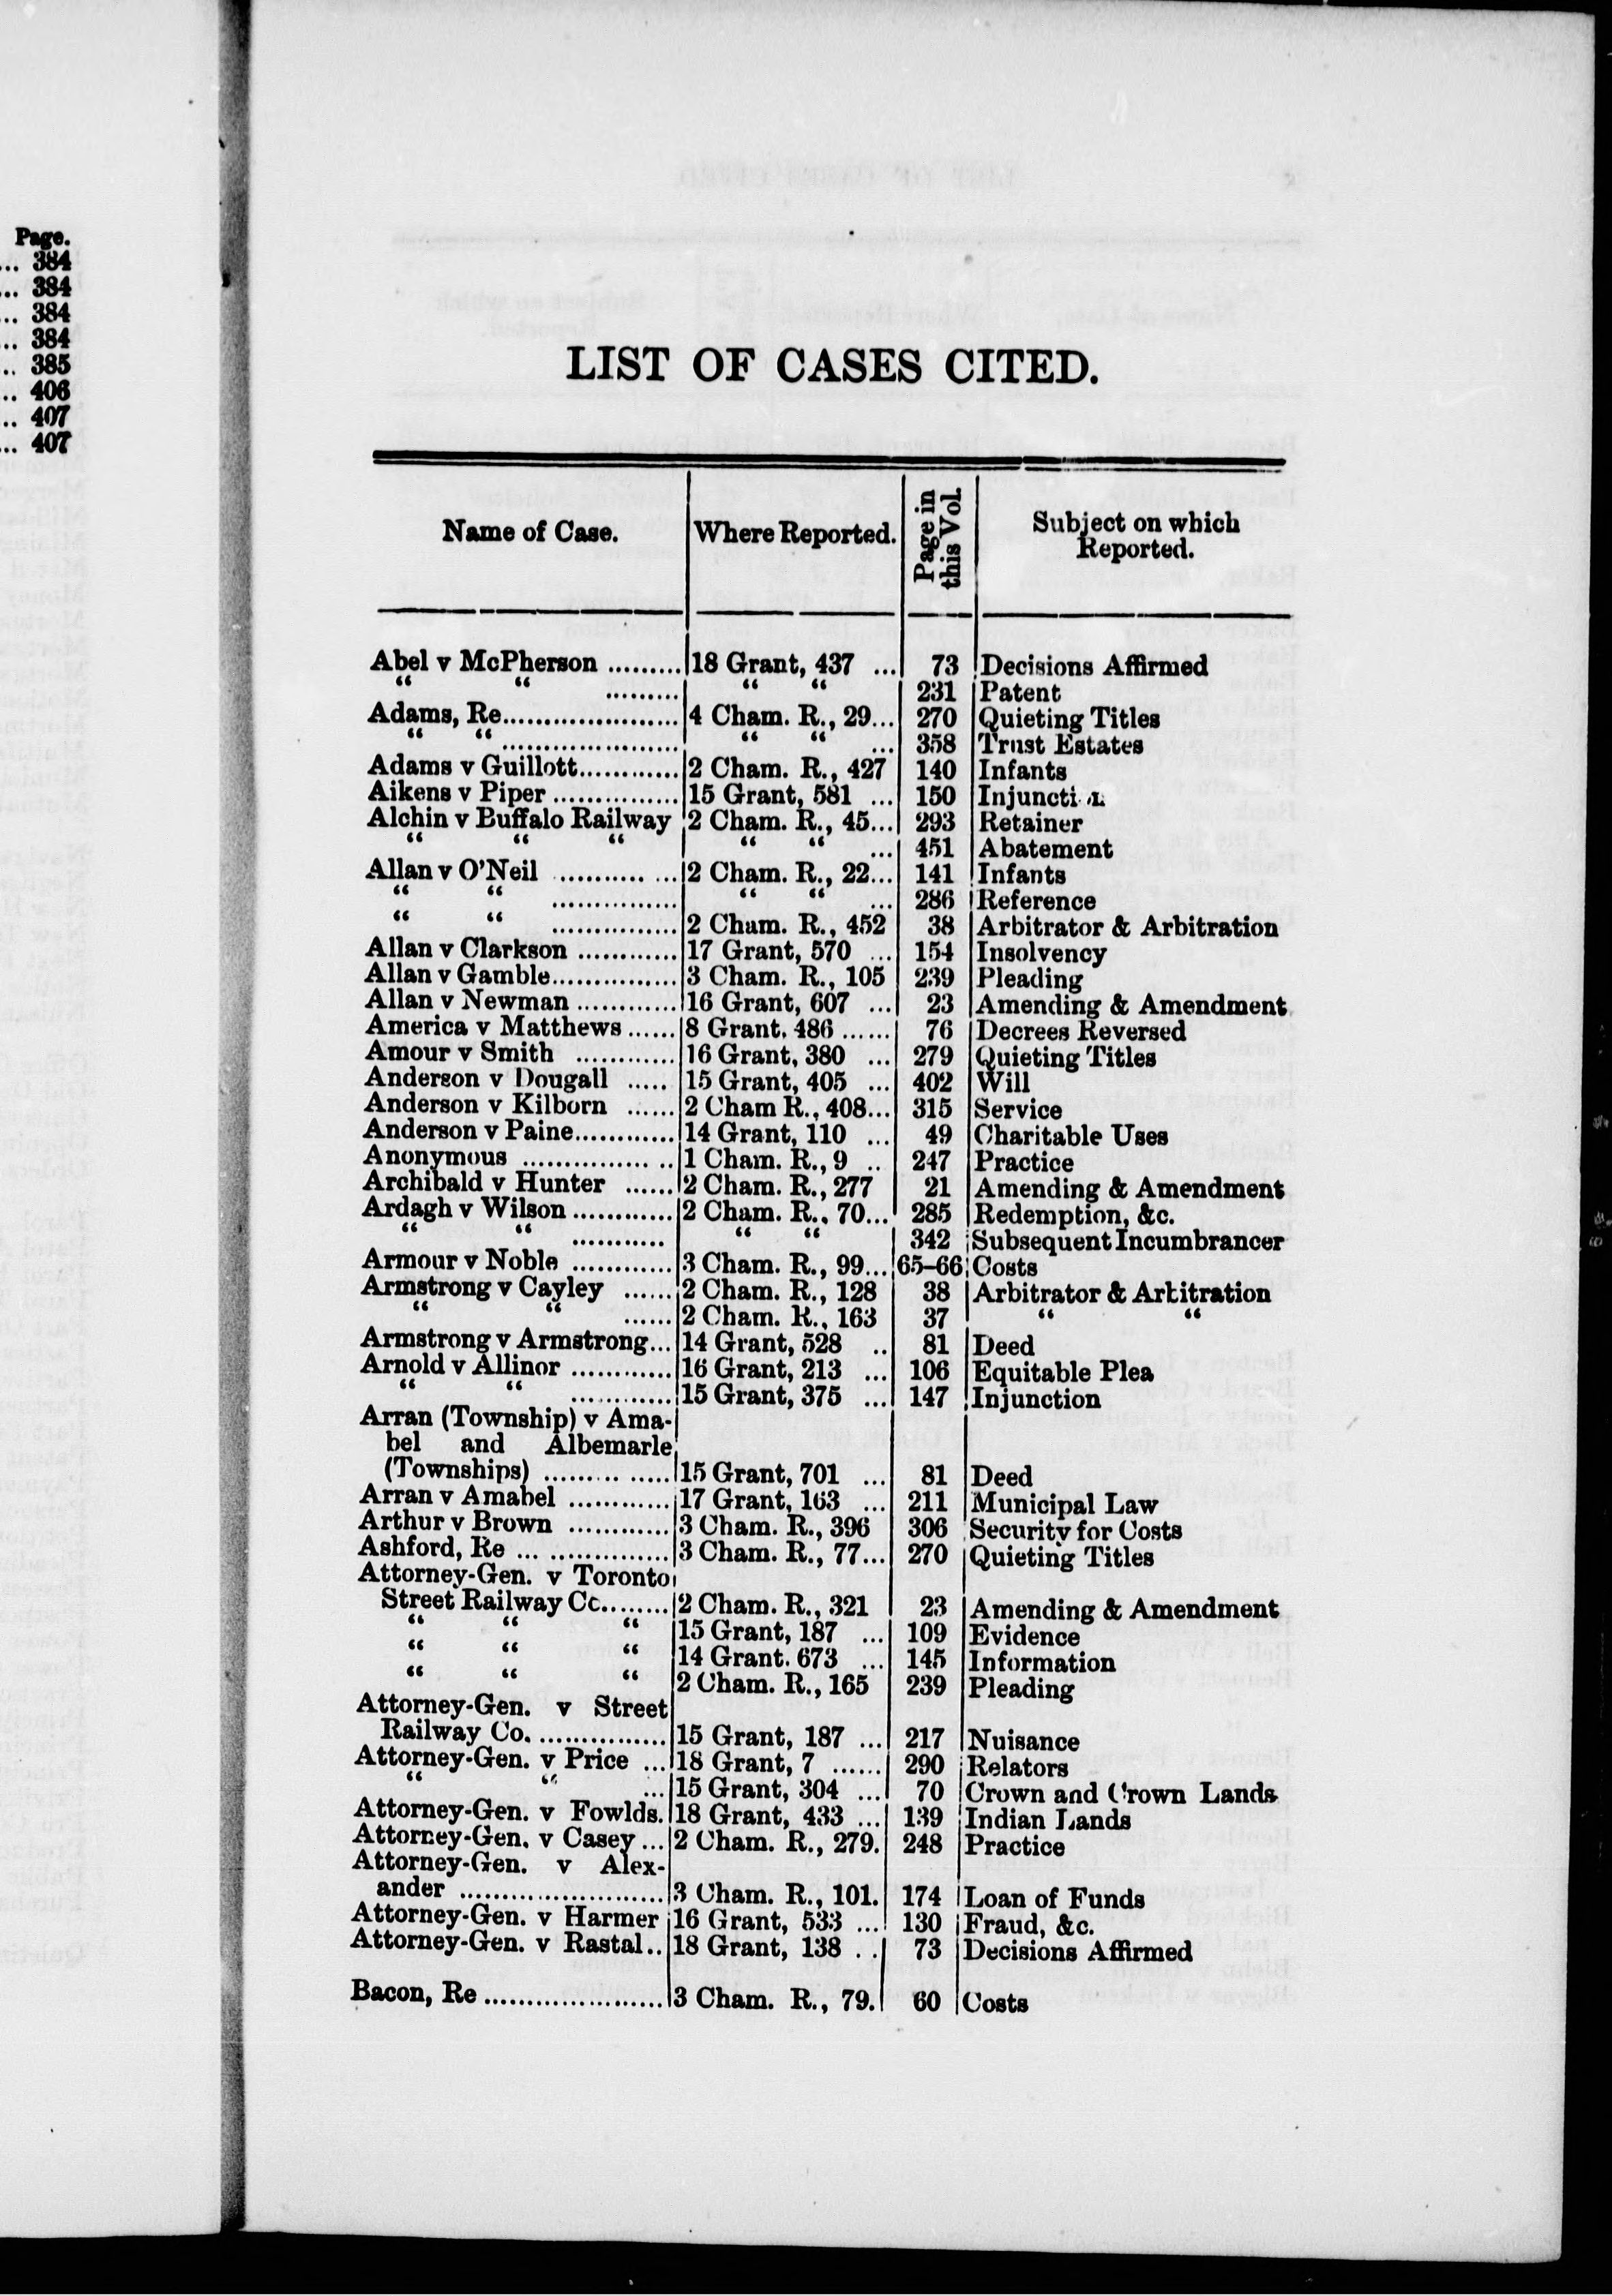 Page.
... 384
... 384
... 384
... 384
... 385
... 406
... 407
... 407
LIST OF CASES CITED.
Name of Case. Where Reported. Page in this Vol. Subject on which Reported.
Abel v McPherson ......... 18 Grant, 437 ... 73 Decisions Affirmed
“ “ ......... “ “ 231 Patent
Adams, Re...................... 4 Cham. R., 29... 270 Quieting Titles
“ “ ...................... “ “ ... 358 Trust Estates
Adams v Guillott............ 2 Cham. R., 427 140 Infants
Aikens v Piper ............... 15 Grant, 581 ... 150 Injuncti n
Alchin v Buffalo Railway 2 Cham. R., 45... 293 Retainer
“ “ “ “ “ ... 451 Abatement
Allan v O'Neil .............. 2 Cham. R., 22... 141 Infants
“ “ ............... “ “ ... 286 Reference
“ “ ............... 2 Cham. R., 452 38 Arbitrator & Arbitration
Allan v Clarkson ............ 17 Grant, 570 ... 154 Insolvency
Allan v Gamble............... 3 Cham. R., 105 239 Pleading
Allan v Newman ............ 16 Grant, 607 ... 23 Amending & Amendment
America v Matthews ...... 8 Grant. 486 ...... 76 Decrees Reversed
Amour v Smith ............ 16 Grant, 380 ... 279 Quieting Titles
Anderson v Dougall ..... 15 Grant, 405 ... 402 Will
Anderson v Kilborn ...... 2 Cham R., 408... 315 Service
Anderson v Paine............ 14 Grant, 110 ... 49 Charitable Uses
Anonymous ................. 1 Cham. R., 9 .. 247 Practice
Archibald v Hunter ...... 2 Cham. R., 277 21 Amending & Amendment
Ardagh v Wilson ............ 2 Cham. R., 70... 285 Redemption, &c.
“ “ ........... “ “ 342 Subsequent Incumbrancer
Armour v Noble ............ 3 Cham. R., 99... 65–66 Costs
Armstrong v Cayley ...... 2 Cham. R., 128 38 Arbitrator & Arbitration
“ “ ...... 2 Cham. R., 163 37 “ “
Armstrong v Armstrong... 14 Grant, 528 .. 81 Deed
Arnold v Allinor ............ 16 Grant, 213 ... 106 Equitable Plea
“ “ ............ 15 Grant, 375 ... 147 Injunction
Arran (Township) v Ama-
bel and Albemarle
(Townships) ............... 15 Grant, 701 ... 81 Deed
Arran v Amabel ............ 17 Grant, 163 ... 211 Municipal Law
Arthur v Brown ............ 3 Cham. R., 396 306 Security for Costs
Ashford, Re ... ............... 3 Cham. R., 77... 270 Quieting Titles
Attorney-Gen. v Toronto
Street Railway Co........ 2 Cham. R., 321 23 Amending & Amendment
“ “ “ 15 Grant, 187 ... 109 Evidence
“ “ “ 14 Grant. 673 ... 145 Information
“ “ “ 2 Cham. R., 165 239 Pleading
Attorney-Gen. v Street
Railway Co. ............... 15 Grant, 187 ... 217 Nuisance
Attorney-Gen. v Price ... 18 Grant, 7 ...... 290 Relators
“ “ ... 15 Grant, 304 ... 70 Crown and Crown Lands
Attorney-Gen. v Fowlds. 18 Grant, 433 ... 139 Indian Lands
Attorney-Gen. v Casey ... 2 Cham. R., 279. 248 Practice
Attorney-Gen. v Alex-
ander ......................... 3 Cham. R., 101. 174 Loan of Funds
Attorney-Gen. v Harmer 16 Grant, 533 ... 130 Fraud, &c.
Attorney-Gen. v Rastal.. 18 Grant, 138 .. 73 Decisions Affirmed
Bacon, Re ...................... 3 Cham. R., 79. 60 Costs